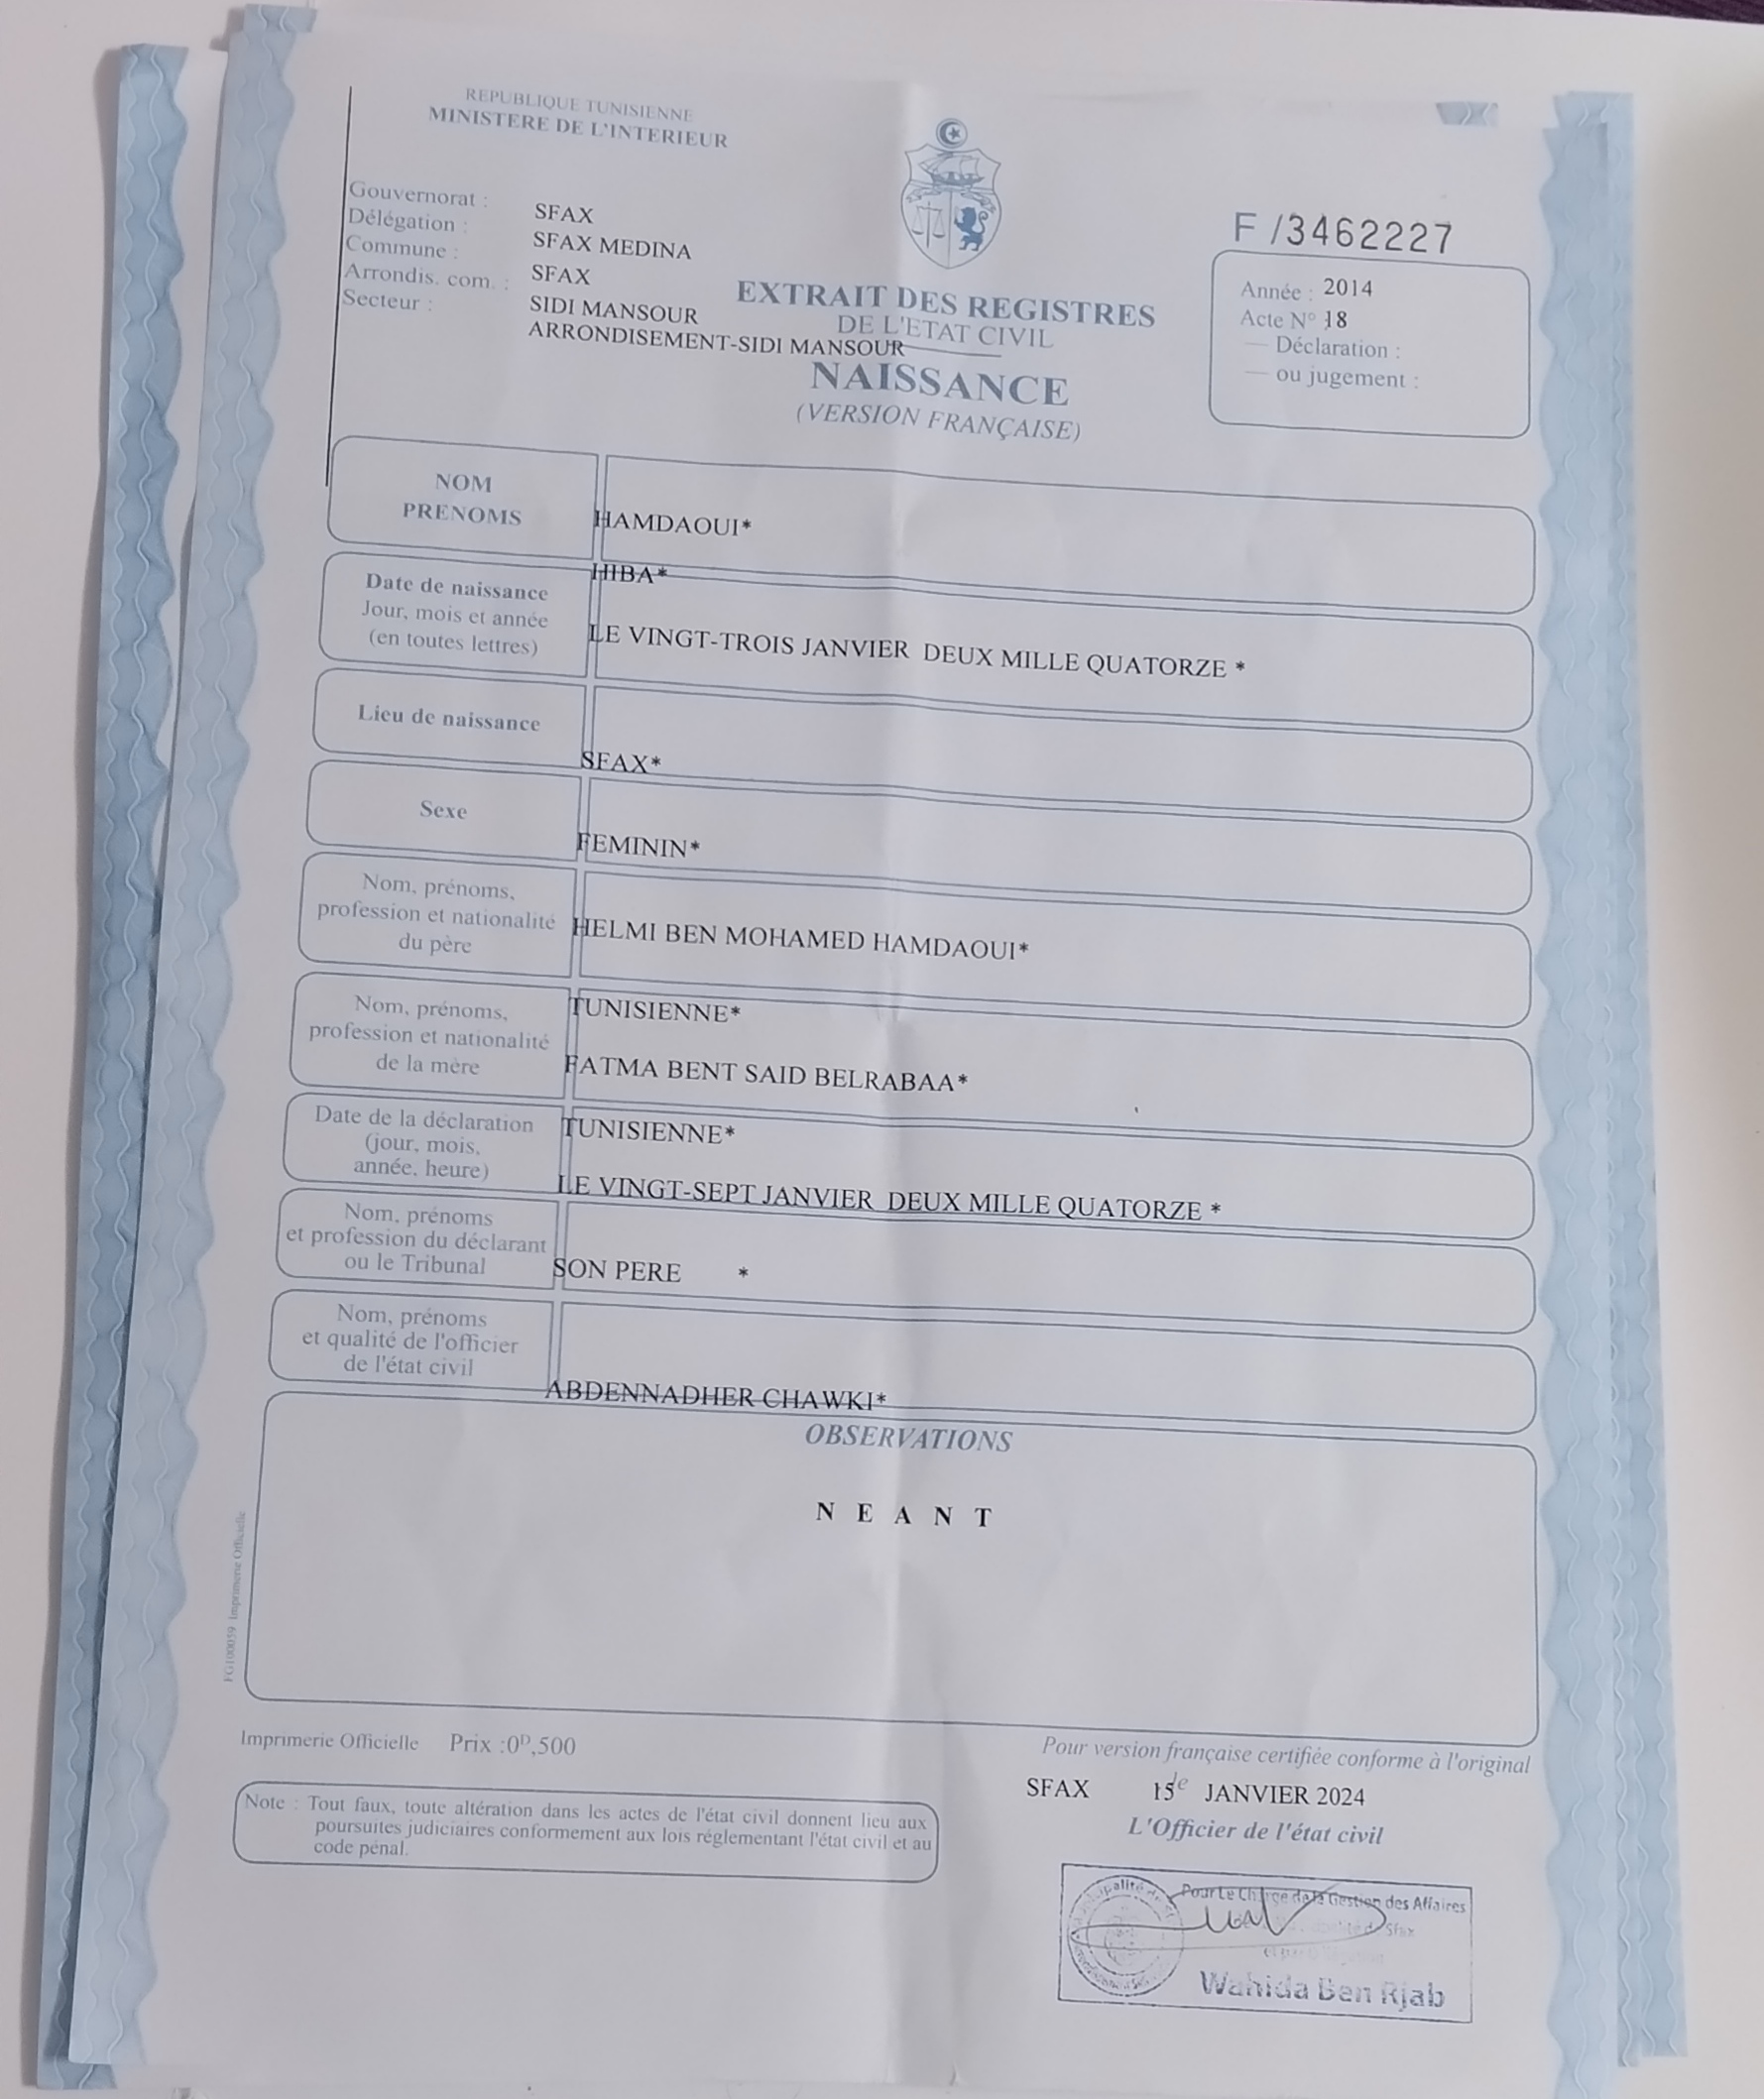 REPUBLIQUE TUNISIENNE
MINISTERE DE L'INTERIEUR
Gouvernorat : SFAX
Délégation : SFAX MEDINA
Commune : SFAX
Arrondis. com. : SIDI MANSOUR
Secteur : ARRONDISEMENT-SIDI MANSOUR
EXTRAIT DES REGISTRES
DE L'ETAT CIVIL
NAISSANCE
(VERSION FRANÇAISE)
F /3462227
Année : 2014
Acte N° 18
— Déclaration :
— ou jugement :
NOM
PRENOMS
HAMDAOUI*
HIBA*
Date de naissance
Jour, mois et année
(en toutes lettres)
LE VINGT-TROIS JANVIER DEUX MILLE QUATORZE *
Lieu de naissance
SFAX*
Sexe
FEMININ*
Nom, prénoms,
profession et nationalité
du père
HELMI BEN MOHAMED HAMDAOUI*
TUNISIENNE*
Nom, prénoms,
profession et nationalité
de la mère
FATMA BENT SAID BELRABAA*
TUNISIENNE*
Date de la déclaration
(jour, mois,
année, heure)
LE VINGT-SEPT JANVIER DEUX MILLE QUATORZE *
Nom, prénoms
et profession du déclarant
ou le Tribunal
SON PERE *
Nom, prénoms
et qualité de l'officier
de l'état civil
ABDENNADHER CHAWKI*
OBSERVATIONS
N E A N T
FG100059 Imprimerie Officielle
Imprimerie Officielle Prix :0D,500
Note : Tout faux, toute altération dans les actes de l'état civil donnent lieu aux
poursuites judiciaires conformement aux lois réglementant l'état civil et au
code pénal.
Pour version française certifiée conforme à l'original
SFAX 15 le JANVIER 2024
L'Officier de l'état civil
Pour Le Chargé de la Gestion des Affaires
Sfax
Wahida Ben Rjab